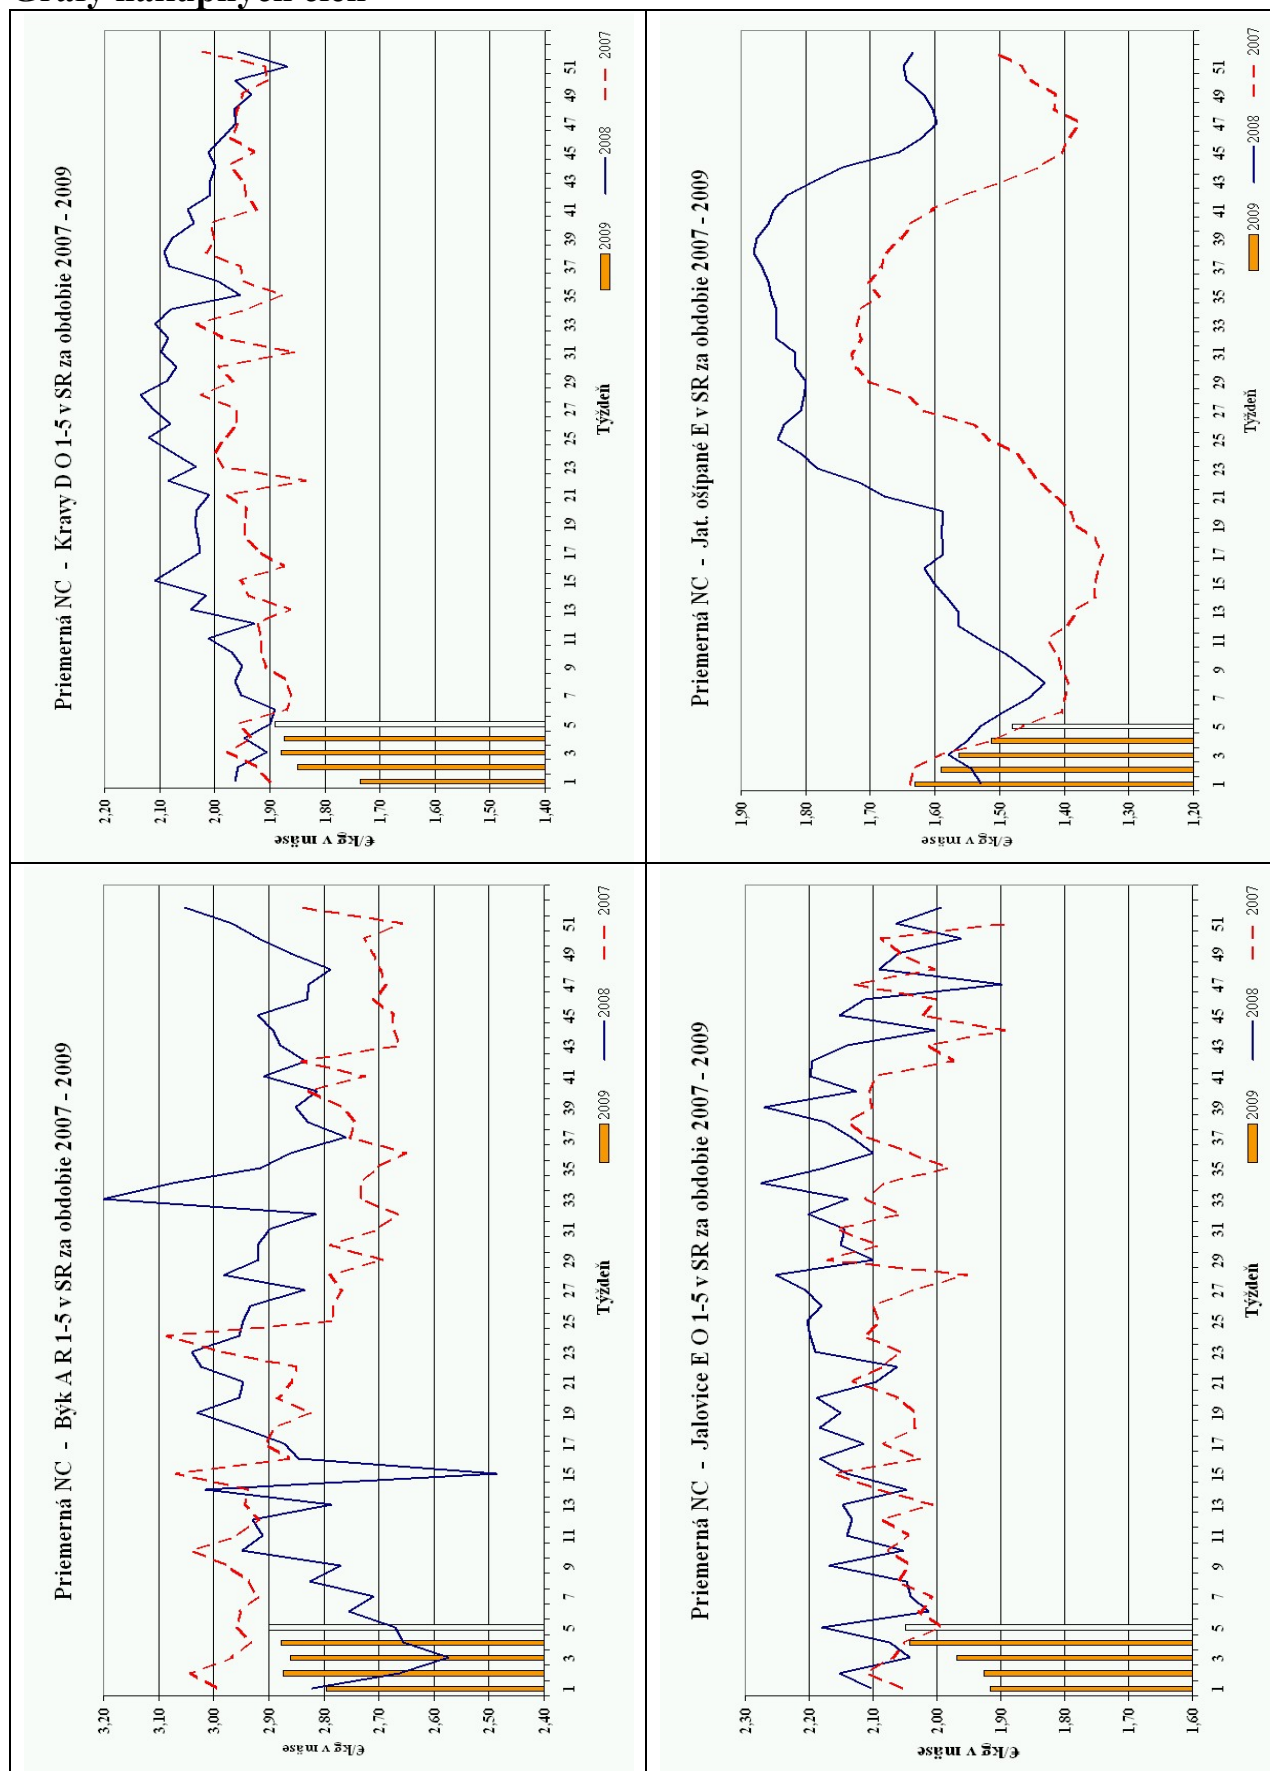 Grafy nákupných cien
Priemerná NC - Býk A R 1-5 v SR za obdobie 2007 - 2009
€/kg v mäse
3,20
3,10
3,00
2,90
2,80
2,70
2,60
2,50
2,40
1 3 5 7 9 11 13 15 17 19 21 23 25 27 29 31 33 35 37 39 41 43 45 47 49 51
Týždeň
2009 2008 2007
Priemerná NC - Kravy D O 1-5 v SR za obdobie 2007 - 2009
€/kg v mäse
2,20
2,10
2,00
1,90
1,80
1,70
1,60
1,50
1,40
1 3 5 7 9 11 13 15 17 19 21 23 25 27 29 31 33 35 37 39 41 43 45 47 49 51
Týždeň
2009 2008 2007
Priemerná NC - Jalovice E O 1-5 v SR za obdobie 2007 - 2009
€/kg v mäse
2,30
2,20
2,10
2,00
1,90
1,80
1,70
1,60
1 3 5 7 9 11 13 15 17 19 21 23 25 27 29 31 33 35 37 39 41 43 45 47 49 51
Týždeň
2009 2008 2007
Priemerná NC - Jat. ošípané E v SR za obdobie 2007 - 2009
€/kg v mäse
1,90
1,80
1,70
1,60
1,50
1,40
1,30
1,20
1 3 5 7 9 11 13 15 17 19 21 23 25 27 29 31 33 35 37 39 41 43 45 47 49 51
Týždeň
2009 2008 2007